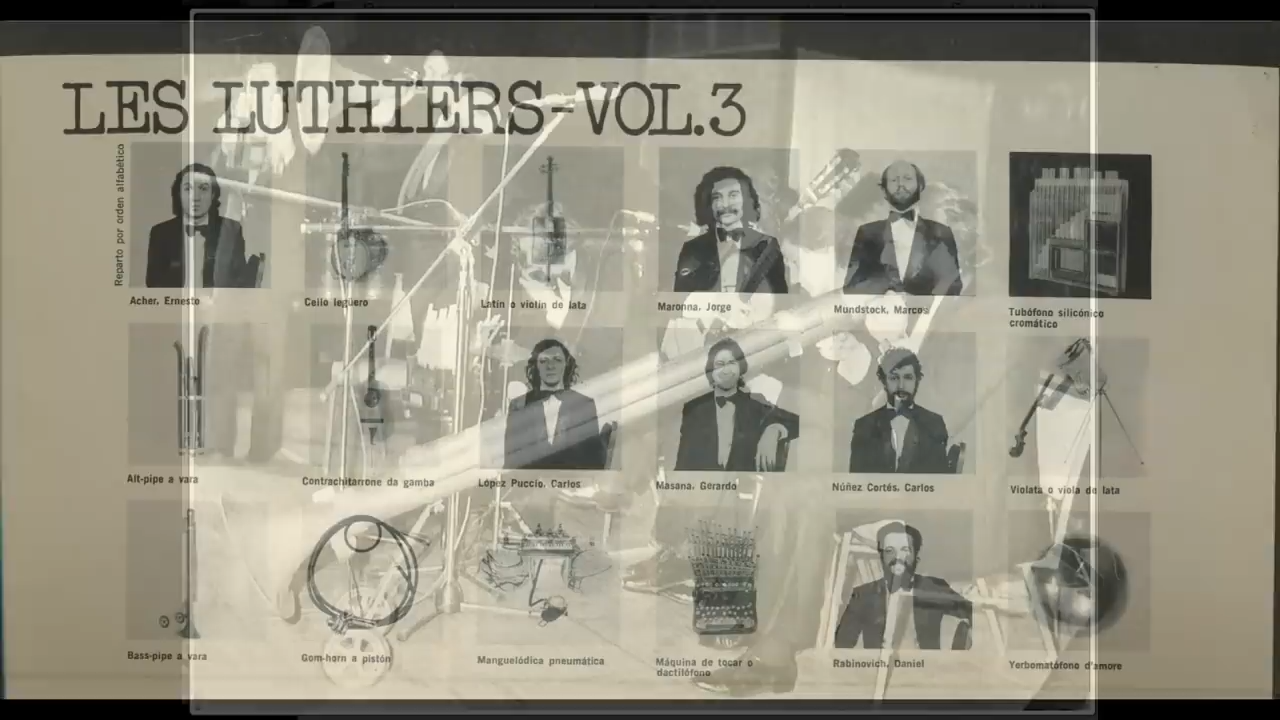 LES LUTHIERS-VOL.3
Reparto por orden alfabético
Acher, Ernesto
Cello legüero
Latín o violín de lata
Maronna, Jorge
Mundstock, Marcos
Tubófono silicónico
cromático
Alt-pipe a vara
Contrachitarrone da gamba
López Puccio, Carlos
Masana, Gerardo
Núñez Cortés, Carlos
Violata o viola de lata
Bass-pipe a vara
Gom-horn a pistón
Manguelódica pneumática
Máquina de tocar o
dactilófono
Rabinovich, Daniel
Yerbomatófono d'amore